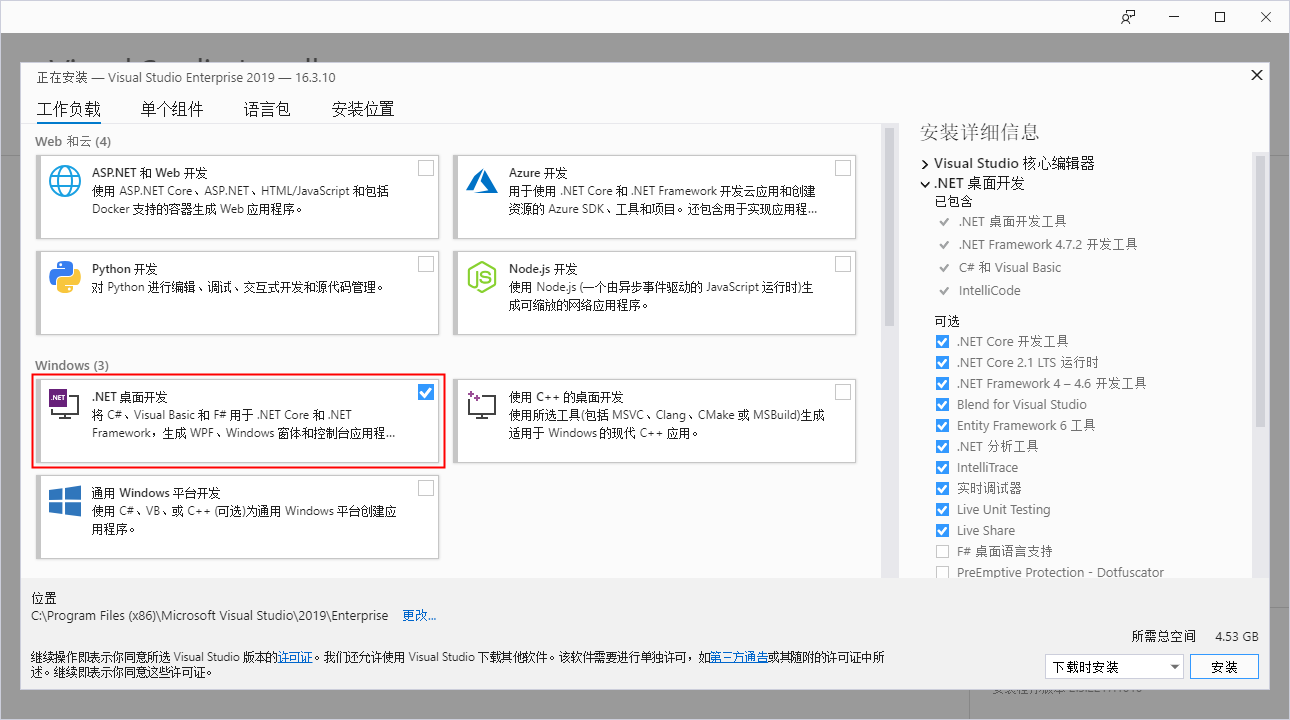 正在安装 — Visual Studio Enterprise 2019 — 16.3.10
工作负载 单个组件 语言包 安装位置
Web 和云 (4)
ASP.NET 和 Web 开发
使用 ASP.NET Core、ASP.NET、HTML/JavaScript 和包括
Docker 支持的容器生成 Web 应用程序。
Azure 开发
用于使用 .NET Core 和 .NET Framework 开发云应用和创建
资源的 Azure SDK、工具和项目。还包含用于实现应用程...
Python 开发
对 Python 进行编辑、调试、交互式开发和源代码管理。
Node.js 开发
使用 Node.js (一个由异步事件驱动的 JavaScript 运行时)生
成可缩放的网络应用程序。
Windows (3)
.NET
.NET 桌面开发
将 C#、Visual Basic 和 F# 用于 .NET Core 和 .NET
Framework，生成 WPF、Windows 窗体和控制台应用程...
使用 C++ 的桌面开发
使用所选工具(包括 MSVC、Clang、CMake 或 MSBuild)生成
适用于 Windows 的现代 C++ 应用。
通用 Windows 平台开发
使用 C#、VB、或 C++ (可选)为通用 Windows 平台创建应
用程序。
安装详细信息
Visual Studio 核心编辑器
.NET 桌面开发
已包含
.NET 桌面开发工具
.NET Framework 4.7.2 开发工具
C# 和 Visual Basic
IntelliCode
可选
.NET Core 开发工具
.NET Core 2.1 LTS 运行时
.NET Framework 4 – 4.6 开发工具
Blend for Visual Studio
Entity Framework 6 工具
.NET 分析工具
IntelliTrace
实时调试器
Live Unit Testing
Live Share
F# 桌面语言支持
PreEmptive Protection - Dotfuscator
位置
C:\Program Files (x86)\Microsoft Visual Studio\2019\Enterprise 更改...
所需总空间 4.53 GB
继续操作即表示你同意所选 Visual Studio 版本的许可证。我们还允许使用 Visual Studio 下载其他软件。该软件需要进行单独许可，如第三方通告或其随附的许可证中所
述。继续即表示你同意这些许可证。
下载时安装 安装